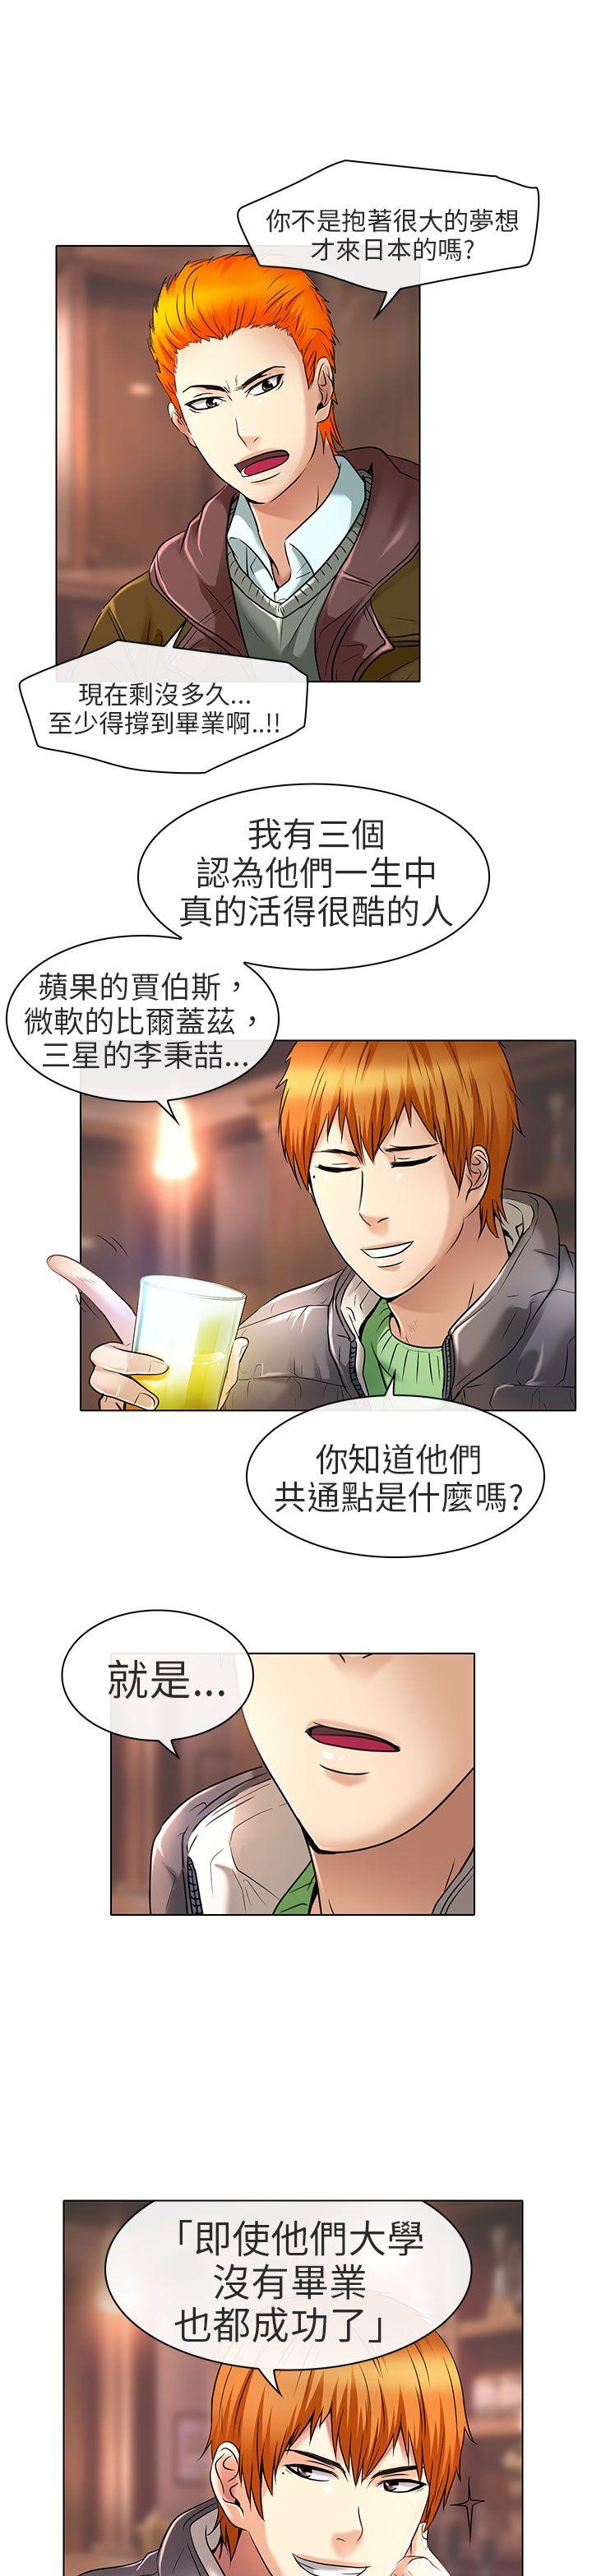 你不是抱著很大的夢想
才來日本的嗎?
現在剩沒多久...
至少得撐到畢業啊..!!
我有三個
認為他們一生中
真的活得很酷的人
蘋果的賈伯斯，
微軟的比爾蓋茲，
三星的李秉喆...
你知道他們
共通點是什麼嗎?
就是...
「即使他們大學
沒有畢業
也都成功了」